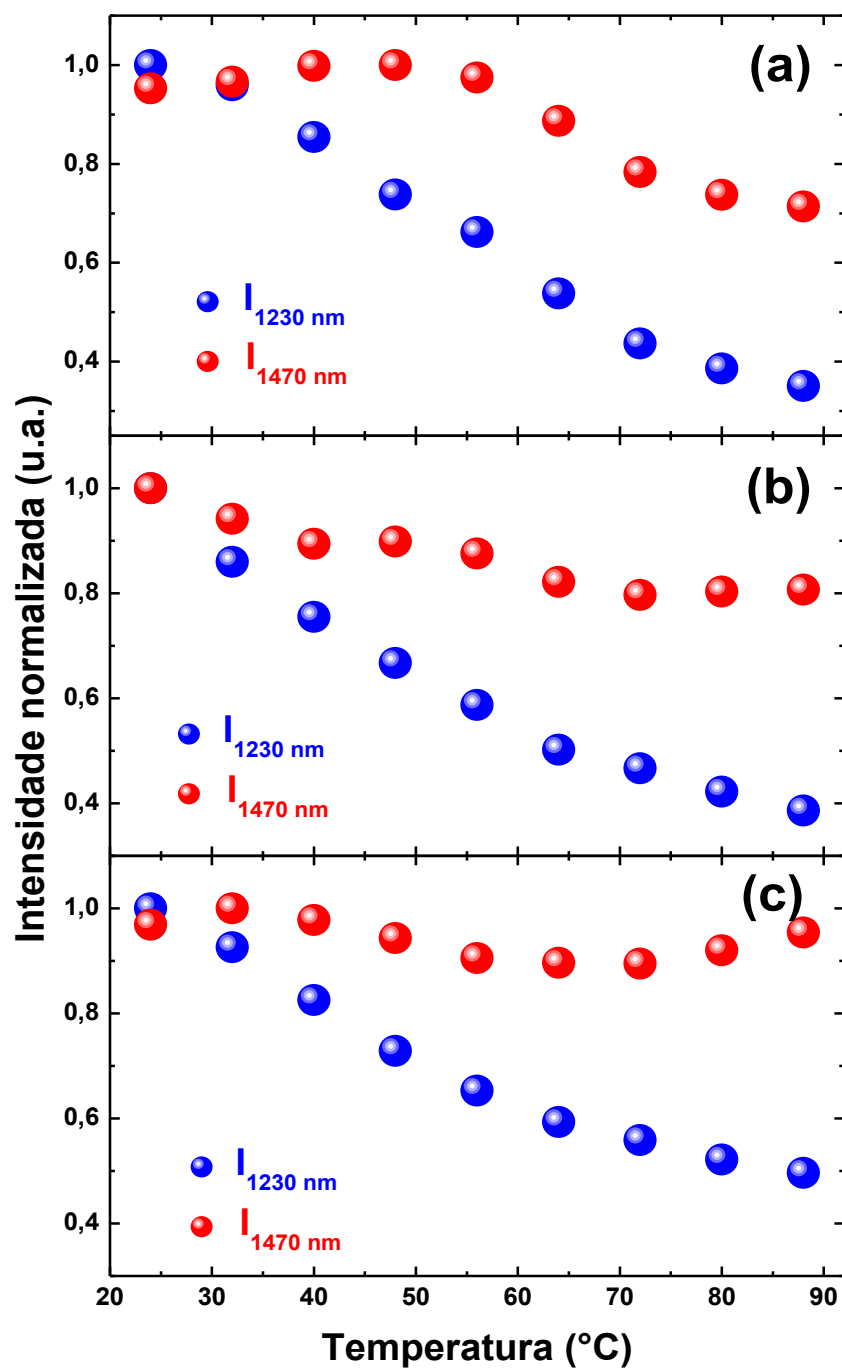 Intensidade normalizada (u.a.)
(a)
1,0
0,8
0,6
0,4
I1230 nm
I1470 nm
(b)
1,0
0,8
0,6
0,4
I1230 nm
I1470 nm
(c)
1,0
0,8
0,6
0,4
I1230 nm
I1470 nm
20 30 40 50 60 70 80 90
Temperatura (°C)